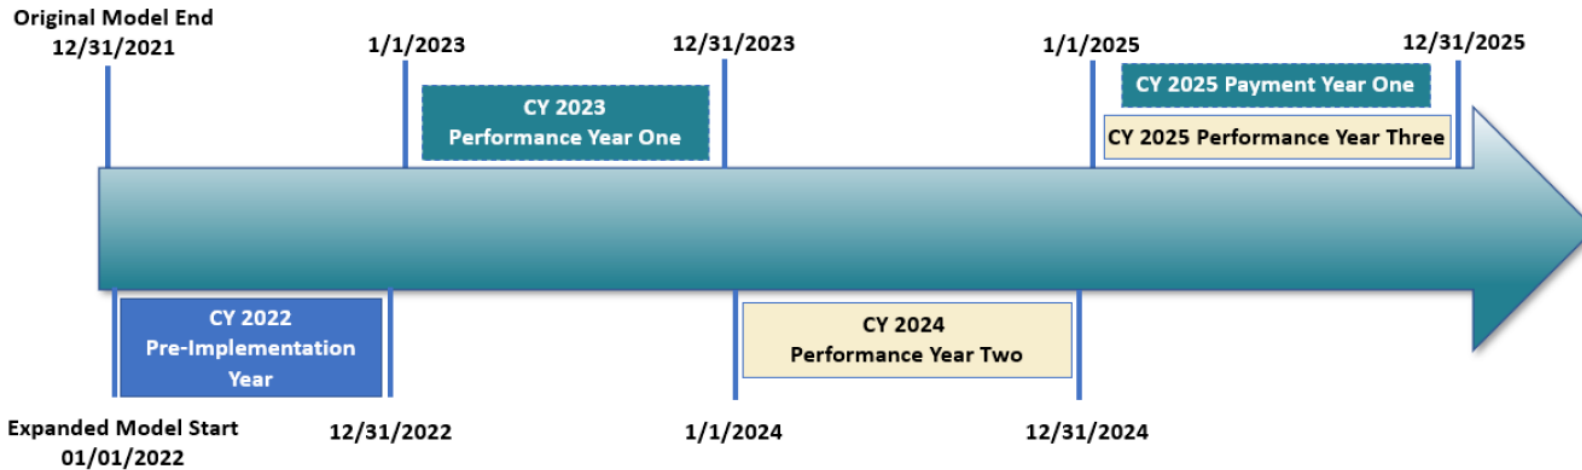 Original Model End
12/31/2021
1/1/2023
12/31/2023
1/1/2025
12/31/2025
CY 2023
Performance Year One
CY 2025 Payment Year One
CY 2025 Performance Year Three
CY 2022
Pre-Implementation
Year
CY 2024
Performance Year Two
Expanded Model Start
01/01/2022
12/31/2022
1/1/2024
12/31/2024